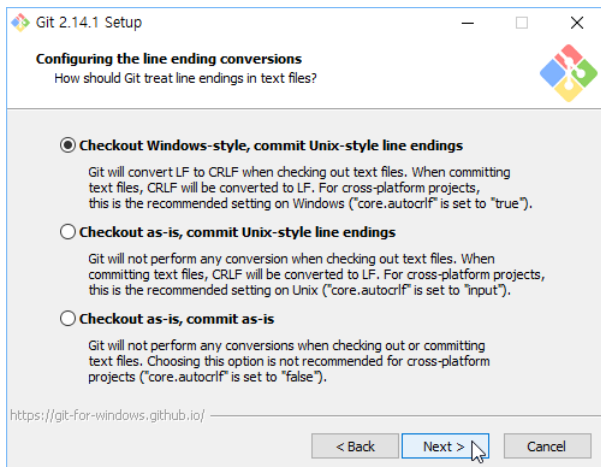 Git 2.14.1 Setup
Configuring the line ending conversions
How should Git treat line endings in text files?
Checkout Windows-style, commit Unix-style line endings
Git will convert LF to CRLF when checking out text files. When committing
text files, CRLF will be converted to LF. For cross-platform projects,
this is the recommended setting on Windows ("core.autocrlf" is set to "true").
Checkout as-is, commit Unix-style line endings
Git will not perform any conversion when checking out text files. When
committing text files, CRLF will be converted to LF. For cross-platform projects,
this is the recommended setting on Unix ("core.autocrlf" is set to "input").
Checkout as-is, commit as-is
Git will not perform any conversions when checking out or committing
text files. Choosing this option is not recommended for cross-platform
projects ("core.autocrlf" is set to "false").
https://git-for-windows.github.io/
< Back Next > Cancel